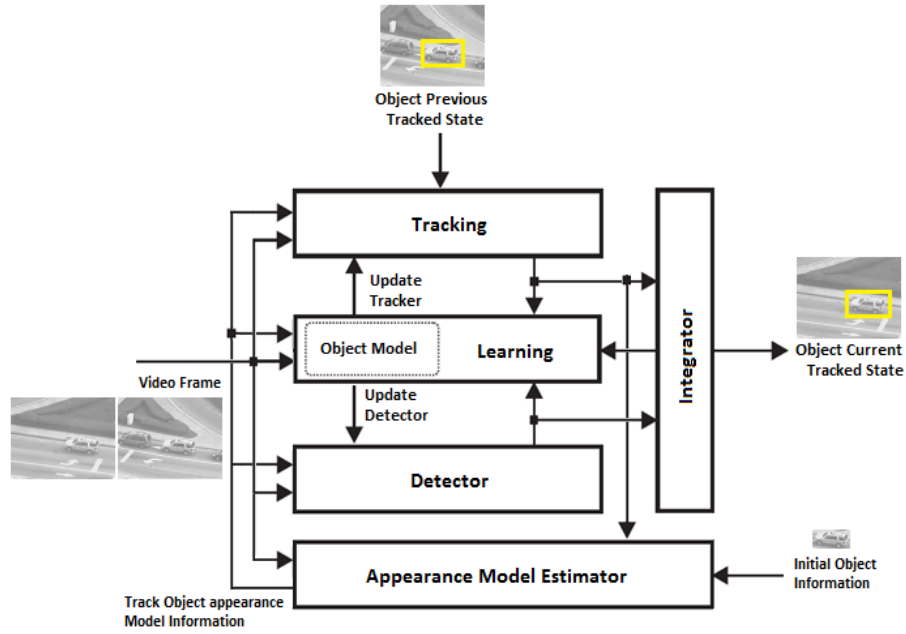 Object Previous
Tracked State
Tracking
Update
Tracker
Object Model
Learning
Integrator
Object Current
Tracked State
Video Frame
Update
Detector
Detector
Appearance Model Estimator
Initial Object
Information
Track Object appearance
Model Information